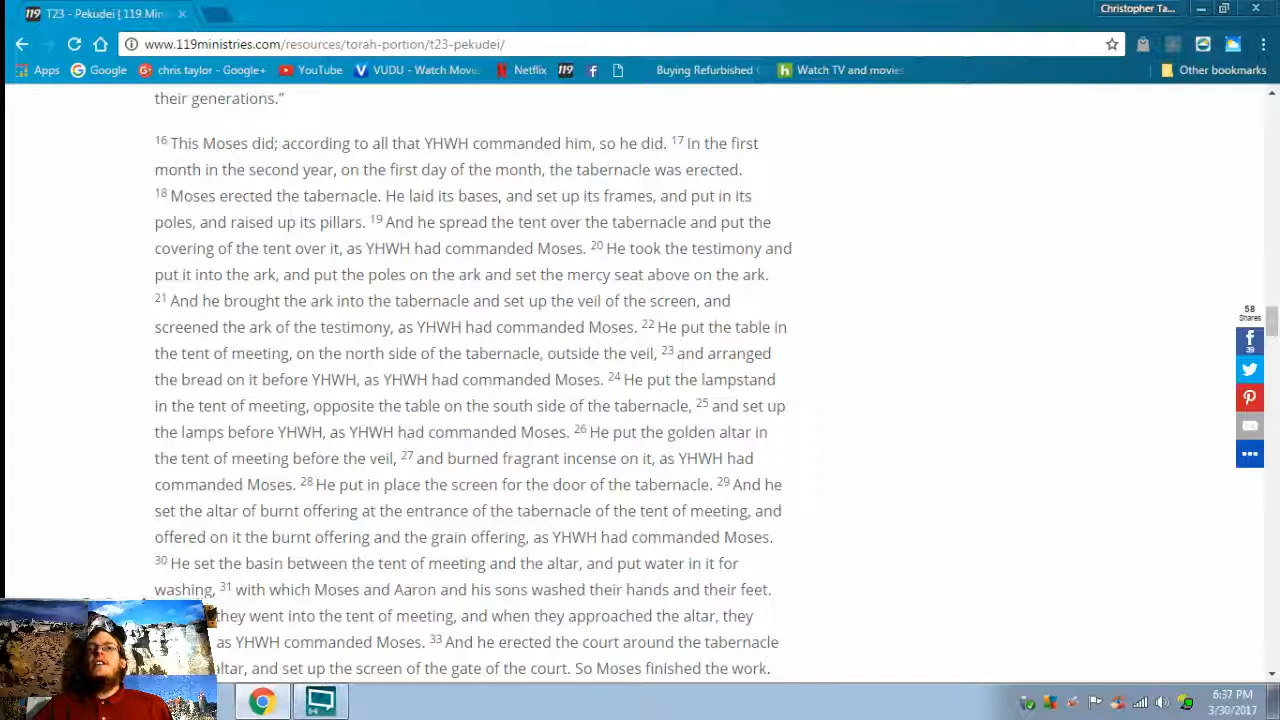 T23 - Pekudei | 119 Min
Christopher Ta...
www.119ministries.com/resources/torah-portion/t23-pekudei/
Apps Google chris taylor - Google+ YouTube VUDU - Watch Movi Netflix 119 Buying Refurbished Watch TV and movies Other bookmarks
their generations.”
16 This Moses did; according to all that YHWH commanded him, so he did. 17 In the first
month in the second year, on the first day of the month, the tabernacle was erected.
18 Moses erected the tabernacle. He laid its bases, and set up its frames, and put in its
poles, and raised up its pillars. 19 And he spread the tent over the tabernacle and put the
covering of the tent over it, as YHWH had commanded Moses. 20 He took the testimony and
put it into the ark, and put the poles on the ark and set the mercy seat above on the ark.
21 And he brought the ark into the tabernacle and set up the veil of the screen, and
screened the ark of the testimony, as YHWH had commanded Moses. 22 He put the table in
the tent of meeting, on the north side of the tabernacle, outside the veil, 23 and arranged
the bread on it before YHWH, as YHWH had commanded Moses. 24 He put the lampstand
in the tent of meeting, opposite the table on the south side of the tabernacle, 25 and set up
the lamps before YHWH, as YHWH had commanded Moses. 26 He put the golden altar in
the tent of meeting before the veil, 27 and burned fragrant incense on it, as YHWH had
commanded Moses. 28 He put in place the screen for the door of the tabernacle. 29 And he
set the altar of burnt offering at the entrance of the tabernacle of the tent of meeting, and
offered on it the burnt offering and the grain offering, as YHWH had commanded Moses.
30 He set the basin between the tent of meeting and the altar, and put water in it for
washing, 31 with which Moses and Aaron and his sons washed their hands and their feet.
they went into the tent of meeting, and when they approached the altar, they
as YHWH commanded Moses. 33 And he erected the court around the tabernacle
altar, and set up the screen of the gate of the court. So Moses finished the work.
58
Shares
39
6:37 PM
3/30/2017